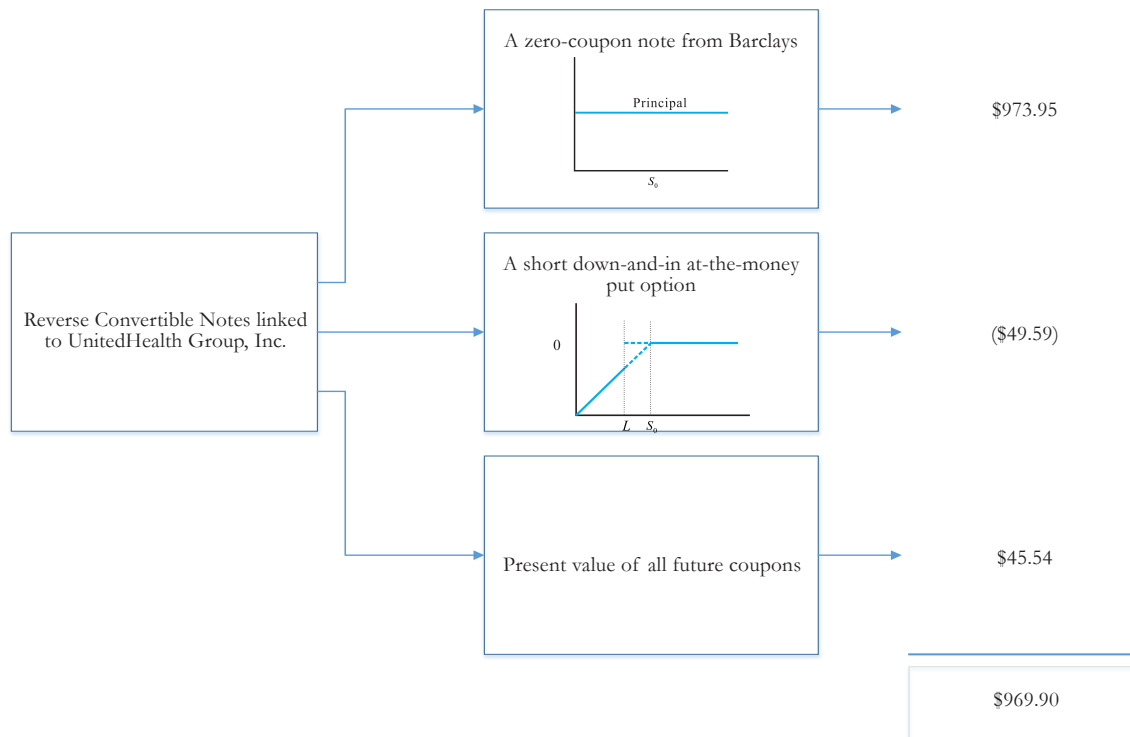 A zero-coupon note from Barclays
Principal
S₀
$973.95
Reverse Convertible Notes linked
to UnitedHealth Group, Inc.
A short down-and-in at-the-money
put option
0
L S₀
($49.59)
Present value of all future coupons
$45.54
$969.90